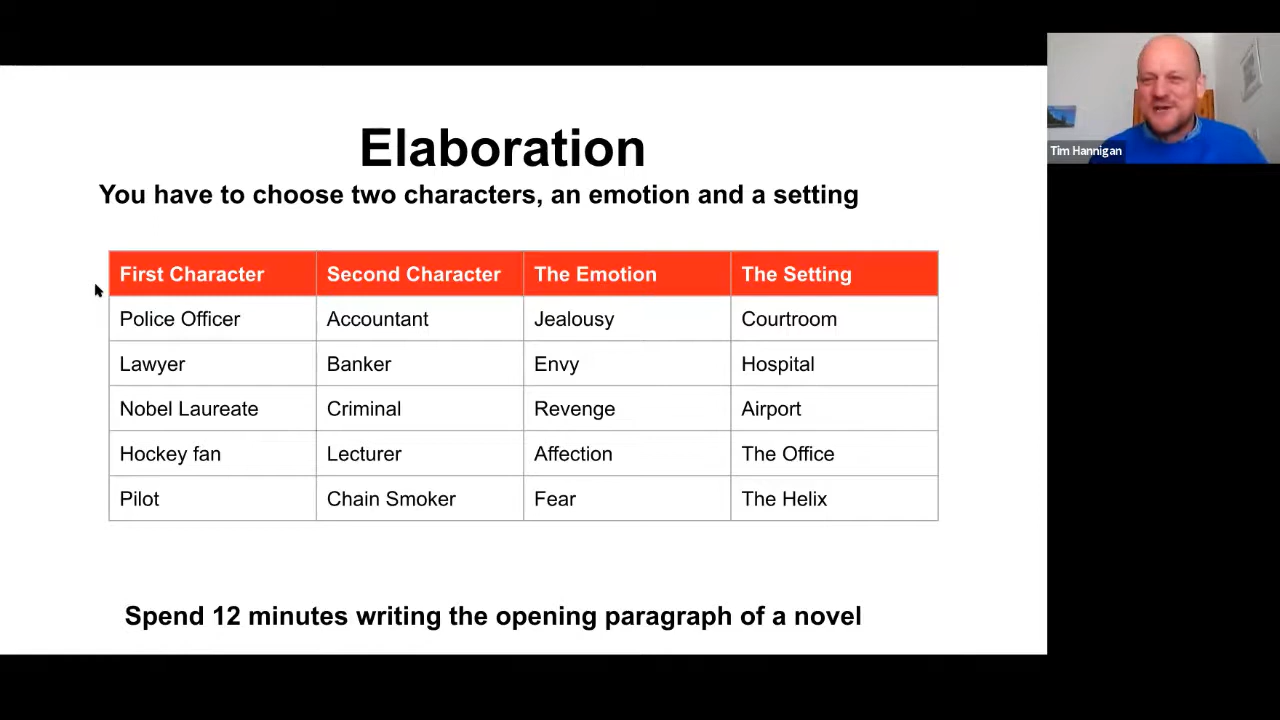 Elaboration
You have to choose two characters, an emotion and a setting
First Character Second Character The Emotion The Setting
Police Officer Accountant Jealousy Courtroom
Lawyer Banker Envy Hospital
Nobel Laureate Criminal Revenge Airport
Hockey fan Lecturer Affection The Office
Pilot Chain Smoker Fear The Helix
Spend 12 minutes writing the opening paragraph of a novel
Tim Hannigan